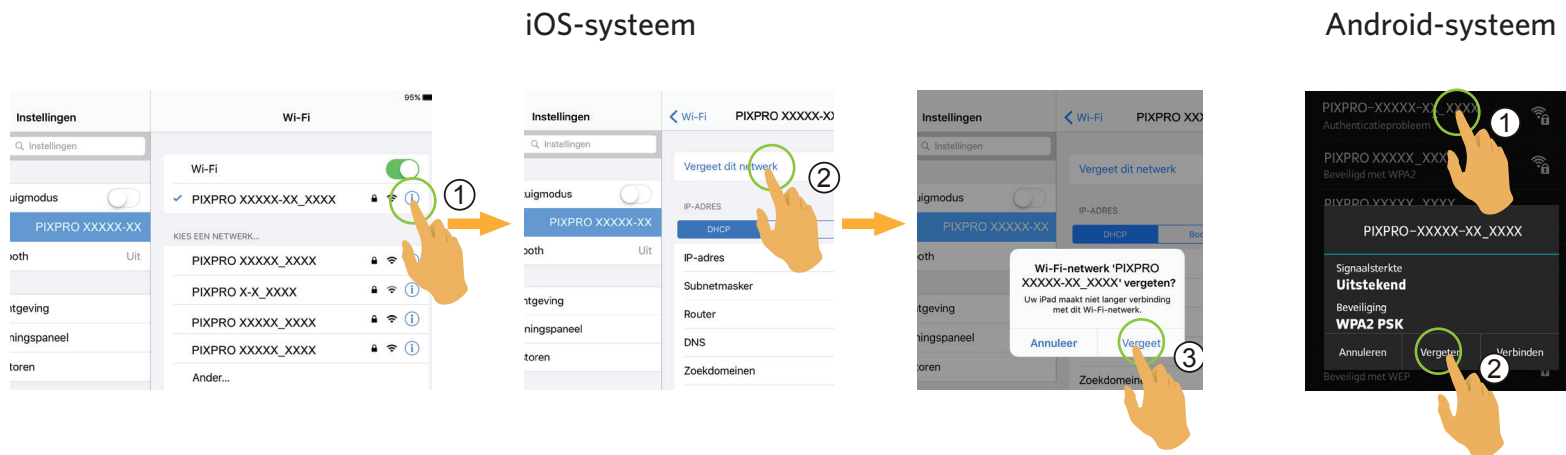 iOS-systeem
Android-systeem
95%
Instellingen
Wi-Fi
Instellingen
Wi-Fi
uigmodus
PIXPRO XXXXX-XX_XXXX
1
PIXPRO XXXXX-XX
KIES EEN NETWERK...
ooth
Uit
PIXPRO XXXXX_XXXX
PIXPRO X-X_XXXX
tgeving
PIXPRO XXXXX_XXXX
ningspaneel
PIXPRO XXXXX_XXXX
toren
Ander...
Instellingen
Wi-Fi
PIXPRO XXXXX-XX
Instellingen
Vergeet dit netwerk
2
uigmodus
IP-ADRES
PIXPRO XXXXX-XX
DHCP
ooth
Uit
IP-adres
Subnetmasker
ntgeving
Router
ningspaneel
DNS
toren
Zoekdomeinen
Instellingen
Wi-Fi
PIXPRO XXX
Instellingen
Vergeet dit netwerk
uigmodus
IP-ADRES
PIXPRO XXXXX-XX
DHCP
Boo
ooth
Wi-Fi-netwerk 'PIXPRO
XXXXX-XX_XXXX' vergeten?
Uw iPad maakt niet langer verbinding
met dit Wi-Fi-netwerk.
tgeving
ningspaneel
Annuleer
Vergeet
3
toren
Zoekdomeinen
PIXPRO-XXXXX-XX_XXXX
1
Authenticatieprobleem
PIXPRO XXXXX_XXX
Beveiligd met WPA2
PIXPRO XXXXX_XXXX
PIXPRO-XXXXX-XX_XXXX
Signaalsterkte
Uitstekend
Beveiliging
WPA2 PSK
Annuleren
Vergeten
Verbinden
2
Beveiligd met WEP